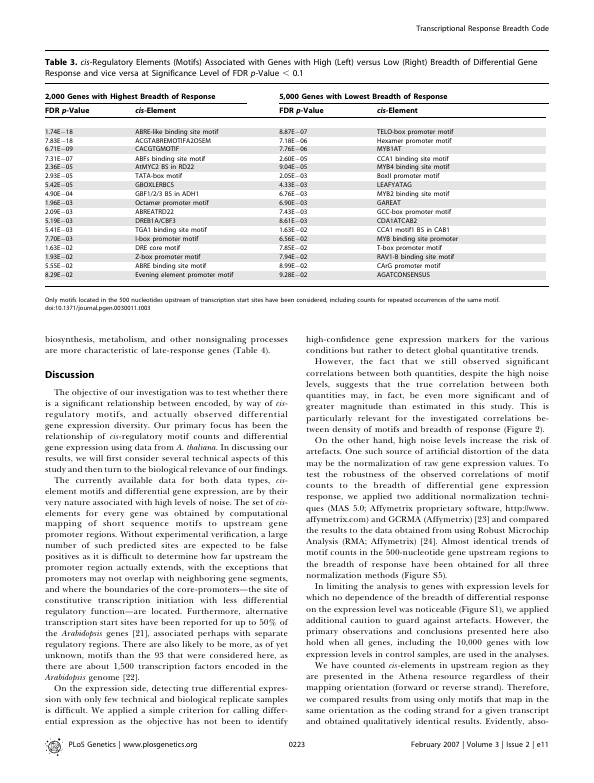 Transcriptional Response Breadth Code
Table 3. cis-Regulatory Elements (Motifs) Associated with Genes with High (Left) versus Low (Right) Breadth of Differential Gene
Response and vice versa at Significance Level of FDR p-Value < 0.1
2,000 Genes with Highest Breadth of Response 5,000 Genes with Lowest Breadth of Response
FDR p-Value cis-Element FDR p-Value cis-Element
1.74E−18 ABRE-like binding site motif 8.87E−07 TELO-box promoter motif
7.83E−18 ACGTABREMOTIFA2OSEM 7.18E−06 Hexamer promoter motif
6.71E−09 CACGTGMOTIF 7.76E−06 MYB1AT
7.31E−07 ABFs binding site motif 2.60E−05 CCA1 binding site motif
2.36E−05 AtMYC2 BS in RD22 9.04E−05 MYB4 binding site motif
2.93E−05 TATA-box motif 2.05E−03 BoxII promoter motif
5.42E−05 GBOXLERBCS 4.33E−03 LEAFYATAG
4.90E−04 GBF1/2/3 BS in ADH1 6.76E−03 MYB2 binding site motif
1.96E−03 Octamer promoter motif 6.90E−03 GAREAT
2.09E−03 ABREATRD22 7.43E−03 GCC-box promoter motif
5.19E−03 DREB1A/CBF3 8.61E−03 CDA1ATCAB2
5.41E−03 TGA1 binding site motif 1.63E−02 CCA1 motif1 BS in CAB1
7.70E−03 I-box promoter motif 6.56E−02 MYB binding site promoter
1.63E−02 DRE core motif 7.85E−02 T-box promoter motif
1.93E−02 Z-box promoter motif 7.94E−02 RAV1-B binding site motif
5.55E−02 ABRE binding site motif 8.99E−02 CArG promoter motif
8.29E−02 Evening element promoter motif 9.28E−02 AGATCONSENSUS
Only motifs located in the 500 nucleotides upstream of transcription start sites have been considered, including counts for repeated occurrences of the same motif.
doi:10.1371/journal.pgen.0030011.t003
biosynthesis, metabolism, and other nonsignaling processes
are more characteristic of late-response genes (Table 4).
Discussion
The objective of our investigation was to test whether there
is a significant relationship between encoded, by way of cis-
regulatory motifs, and actually observed differential
gene expression diversity. Our primary focus has been the
relationship of cis-regulatory motif counts and differential
gene expression using data from A. thaliana. In discussing our
results, we will first consider several technical aspects of this
study and then turn to the biological relevance of our findings.
The currently available data for both data types, cis-
element motifs and differential gene expression, are by their
very nature associated with high levels of noise. The set of cis-
elements for every gene was obtained by computational
mapping of short sequence motifs to upstream gene
promoter regions. Without experimental verification, a large
number of such predicted sites are expected to be false
positives as it is difficult to determine how far upstream the
promoter region actually extends, with the exceptions that
promoters may not overlap with neighboring gene segments,
and where the boundaries of the core-promoters—the site of
constitutive transcription initiation with less differential
regulatory function—are located. Furthermore, alternative
transcription start sites have been reported for up to 50% of
the Arabidopsis genes [21], associated perhaps with separate
regulatory regions. There are also likely to be more, as of yet
unknown, motifs than the 93 that were considered here, as
there are about 1,500 transcription factors encoded in the
Arabidopsis genome [22].
On the expression side, detecting true differential expres-
sion with only few technical and biological replicate samples
is difficult. We applied a simple criterion for calling differ-
ential expression as the objective has not been to identify
high-confidence gene expression markers for the various
conditions but rather to detect global quantitative trends.
However, the fact that we still observed significant
correlations between both quantities, despite the high noise
levels, suggests that the true correlation between both
quantities may, in fact, be even more significant and of
greater magnitude than estimated in this study. This is
particularly relevant for the investigated correlations be-
tween density of motifs and breadth of response (Figure 2).
On the other hand, high noise levels increase the risk of
artefacts. One such source of artificial distortion of the data
may be the normalization of raw gene expression values. To
test the robustness of the observed correlations of motif
counts to the breadth of differential gene expression
response, we applied two additional normalization techni-
ques (MAS 5.0; Affymetrix proprietary software, http://www.
affymetrix.com) and GCRMA (Affymetrix) [23] and compared
the results to the data obtained from using Robust Microchip
Analysis (RMA; Affymetrix) [24]. Almost identical trends of
motif counts in the 500-nucleotide gene upstream regions to
the breadth of response have been obtained for all three
normalization methods (Figure S5).
In limiting the analysis to genes with expression levels for
which no dependence of the breadth of differential response
on the expression level was noticeable (Figure S1), we applied
additional caution to guard against artefacts. However, the
primary observations and conclusions presented here also
hold when all genes, including the 10,000 genes with low
expression levels in control samples, are used in the analyses.
We have counted cis-elements in upstream region as they
are presented in the Athena resource regardless of their
mapping orientation (forward or reverse strand). Therefore,
we compared results from using only motifs that map in the
same orientation as the coding strand for a given transcript
and obtained qualitatively identical results. Evidently, abso-
PLoS Genetics | www.plosgenetics.org 0223 February 2007 | Volume 3 | Issue 2 | e11